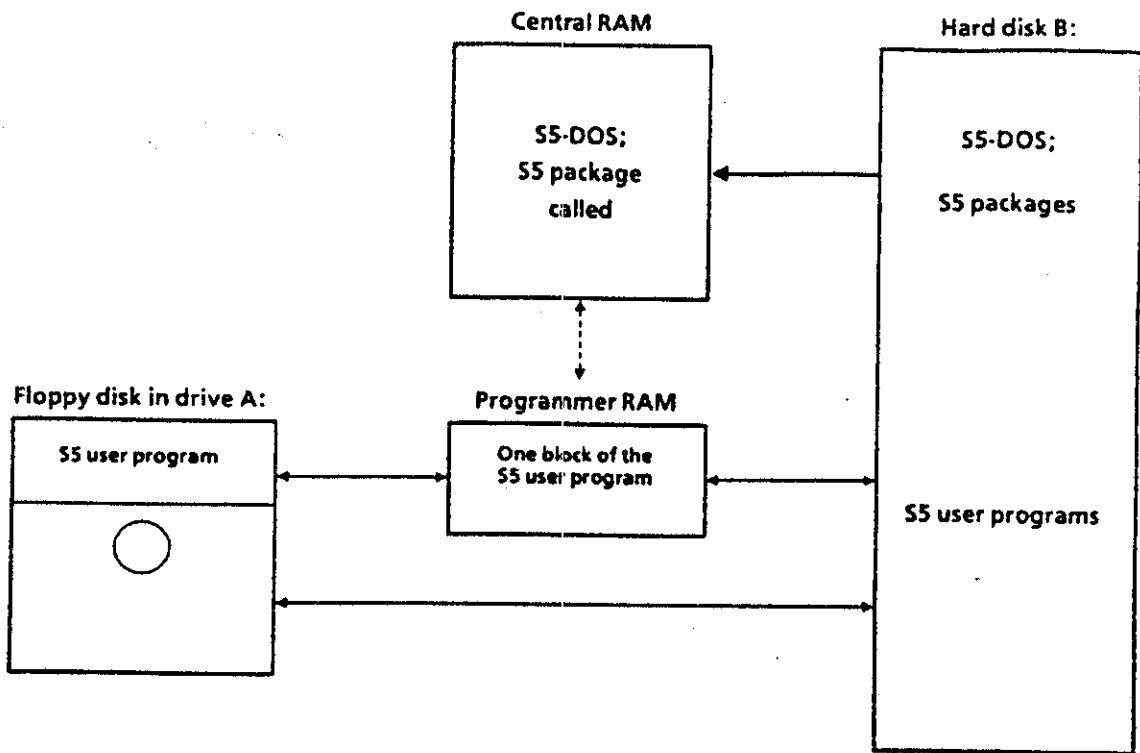 Central RAM
Hard disk B:
S5-DOS;
S5 package
called
S5-DOS;
S5 packages
Floppy disk in drive A:
Programmer RAM
S5 user program
One block of the
S5 user program
S5 user programs